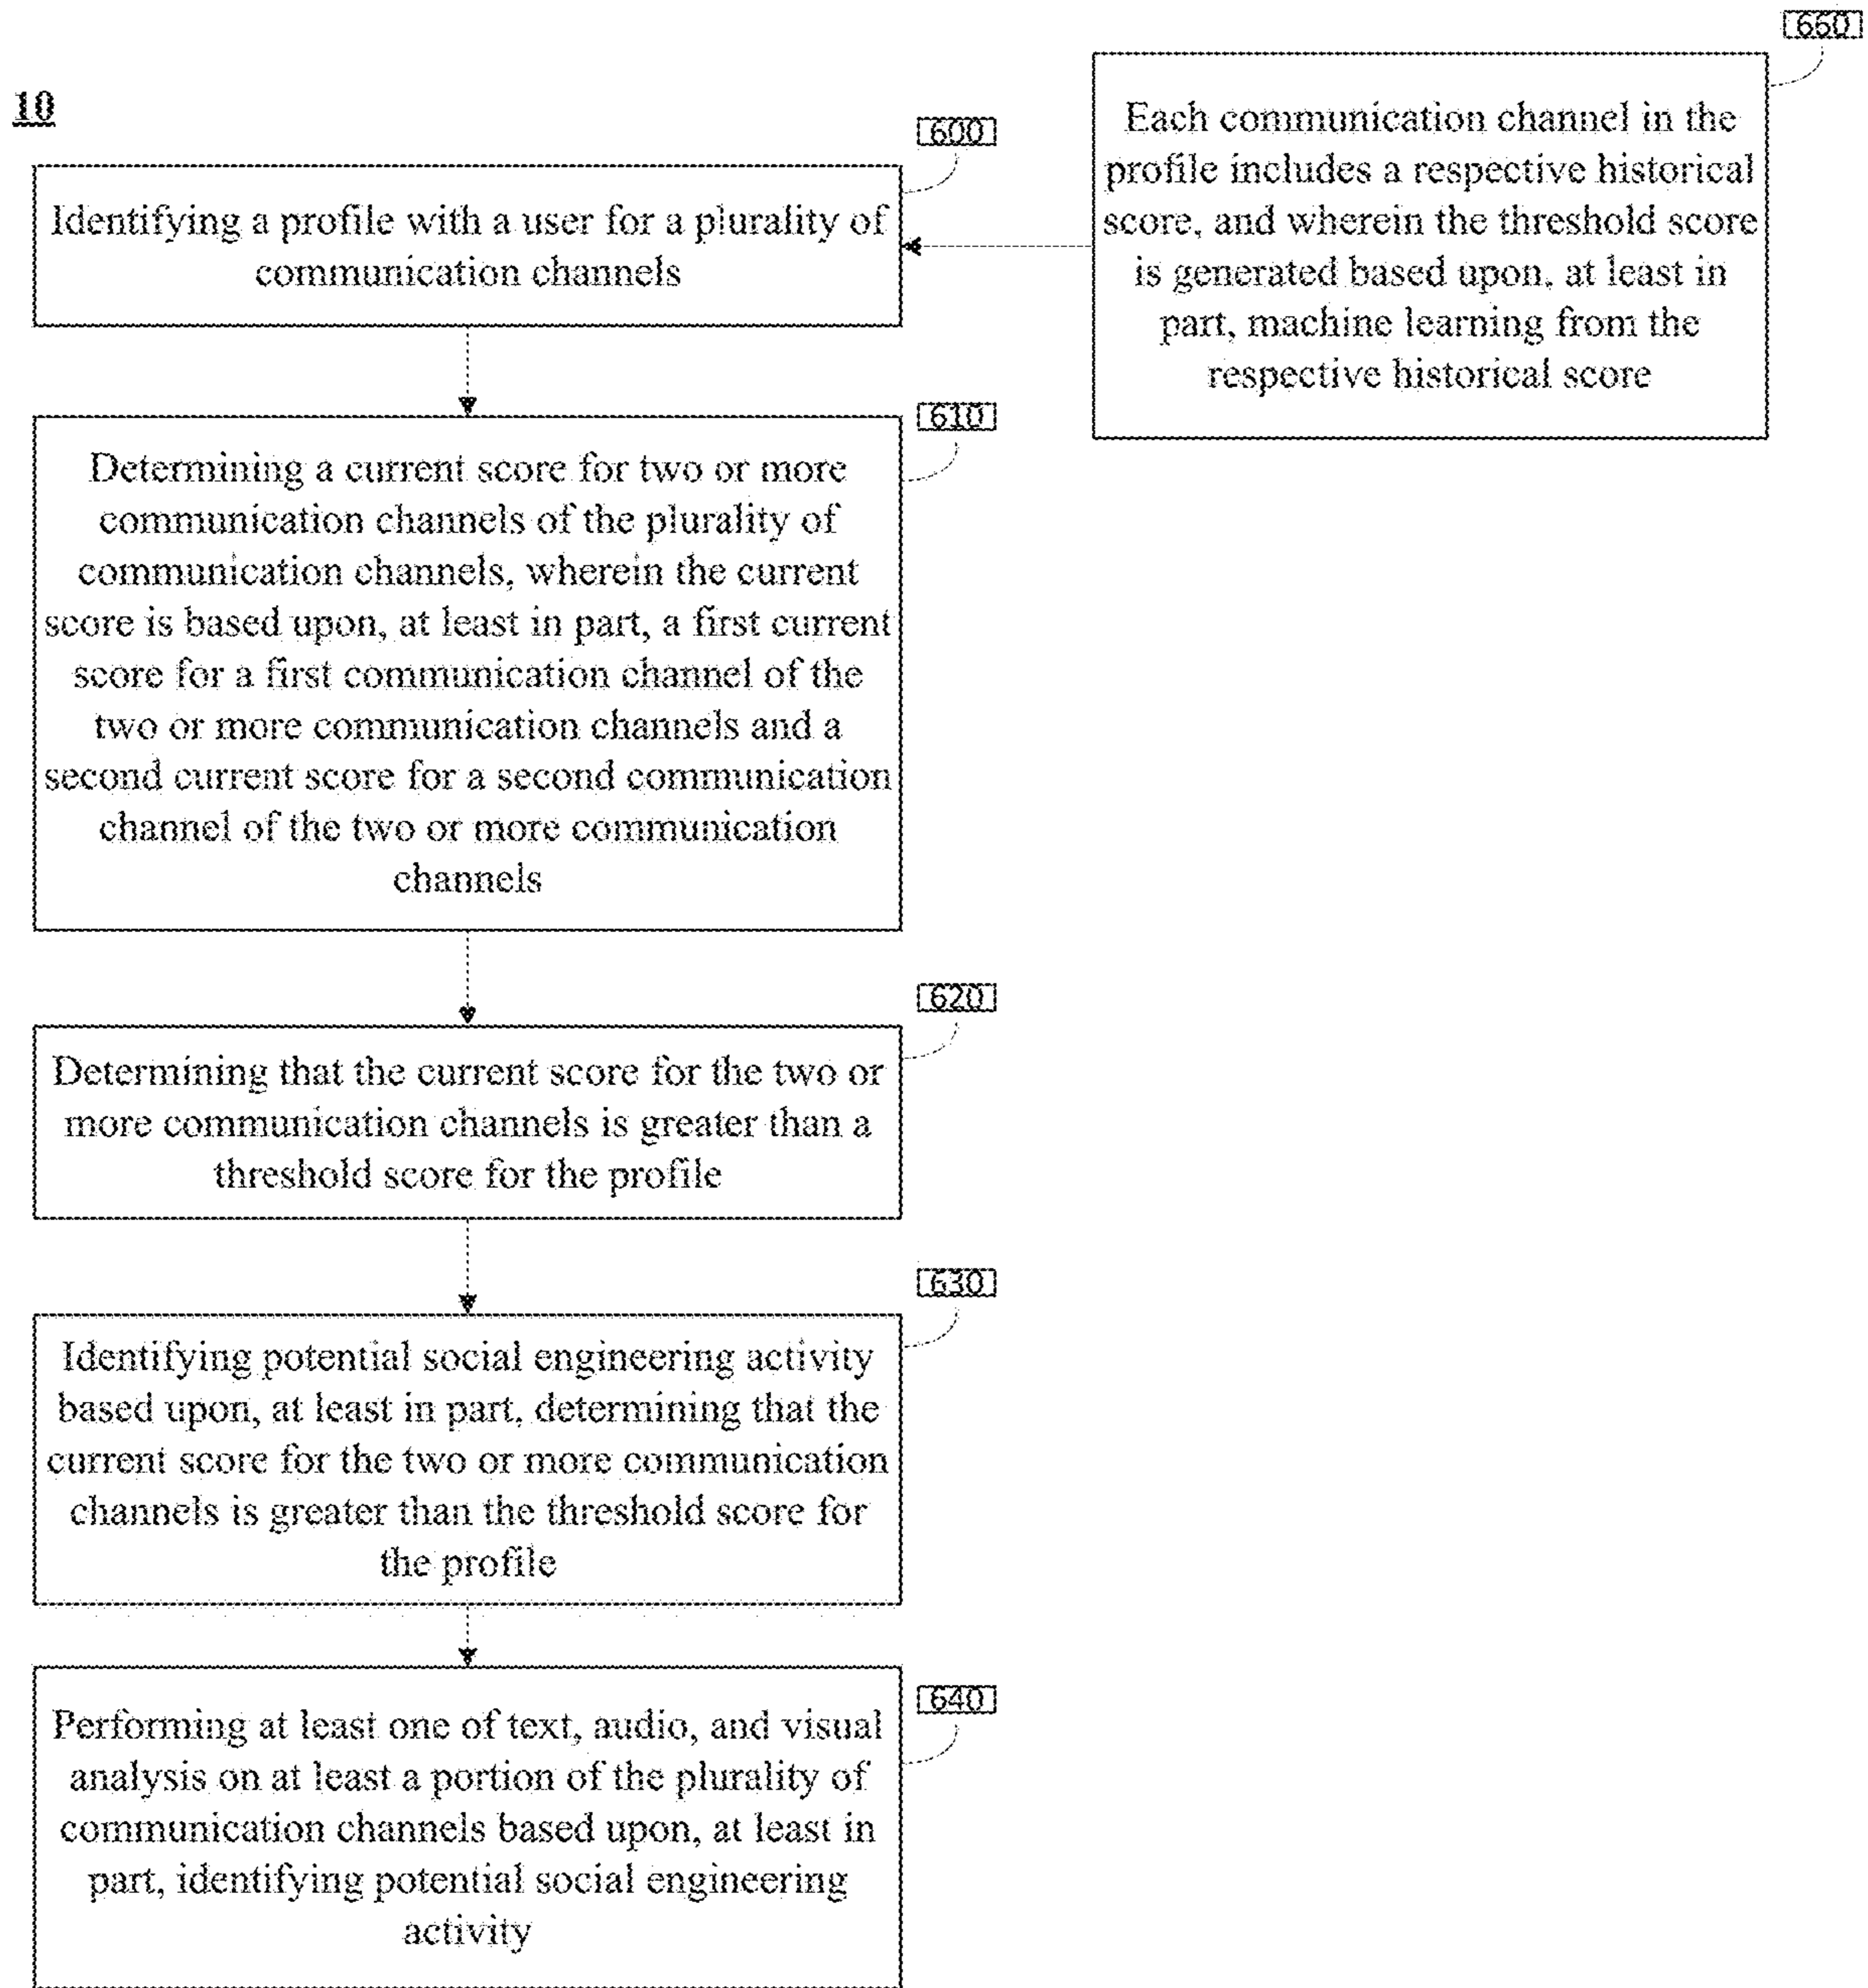 10
600
Identifying a profile with a user for a plurality of
communication channels
660
Each communication channel in the
profile includes a respective historical
score, and wherein the threshold score
is generated based upon, at least in
part, machine learning from the
respective historical score
610
Determining a current score for two or more
communication channels of the plurality of
communication channels, wherein the current
score is based upon, at least in part, a first current
score for a first communication channel of the
two or more communication channels and a
second current score for a second communication
channel of the two or more communication
channels
620
Determining that the current score for the two or
more communication channels is greater than a
threshold score for the profile
630
Identifying potential social engineering activity
based upon, at least in part, determining that the
current score for the two or more communication
channels is greater than the threshold score for
the profile
640
Performing at least one of text, audio, and visual
analysis on at least a portion of the plurality of
communication channels based upon, at least in
part, identifying potential social engineering
activity